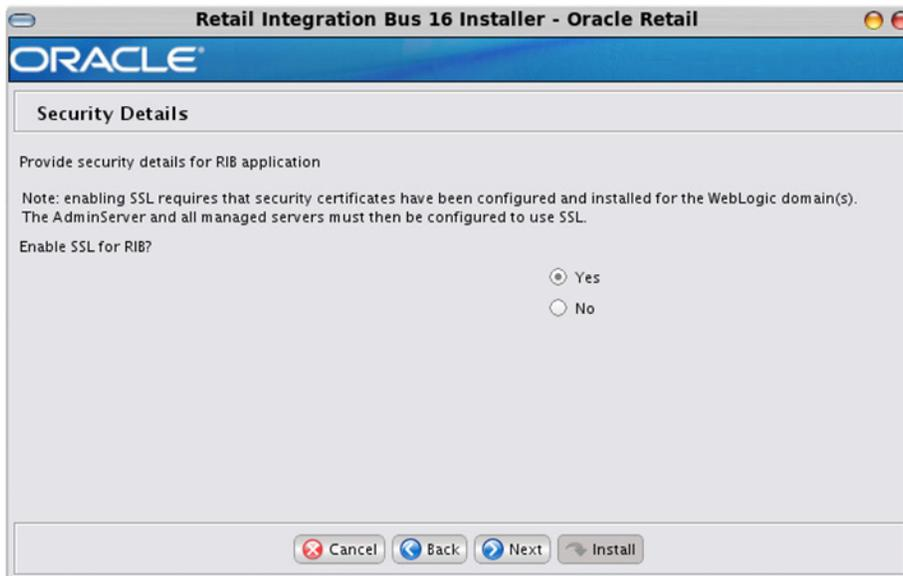 Retail Integration Bus 16 Installer - Oracle Retail
ORACLE®
Security Details
Provide security details for RIB application
Note: enabling SSL requires that security certificates have been configured and installed for the WebLogic domain(s).
The AdminServer and all managed servers must then be configured to use SSL.
Enable SSL for RIB?
Yes
No
Cancel Back Next Install